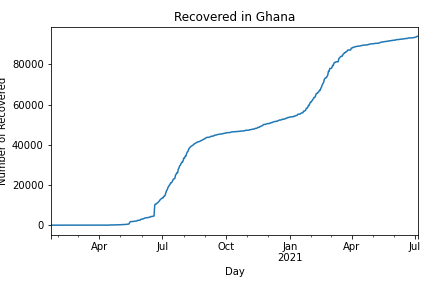 Recovered in Ghana
Number of Recovered
80000
60000
40000
20000
0
Apr
Jul
Oct
Jan
2021
Apr
Jul
Day